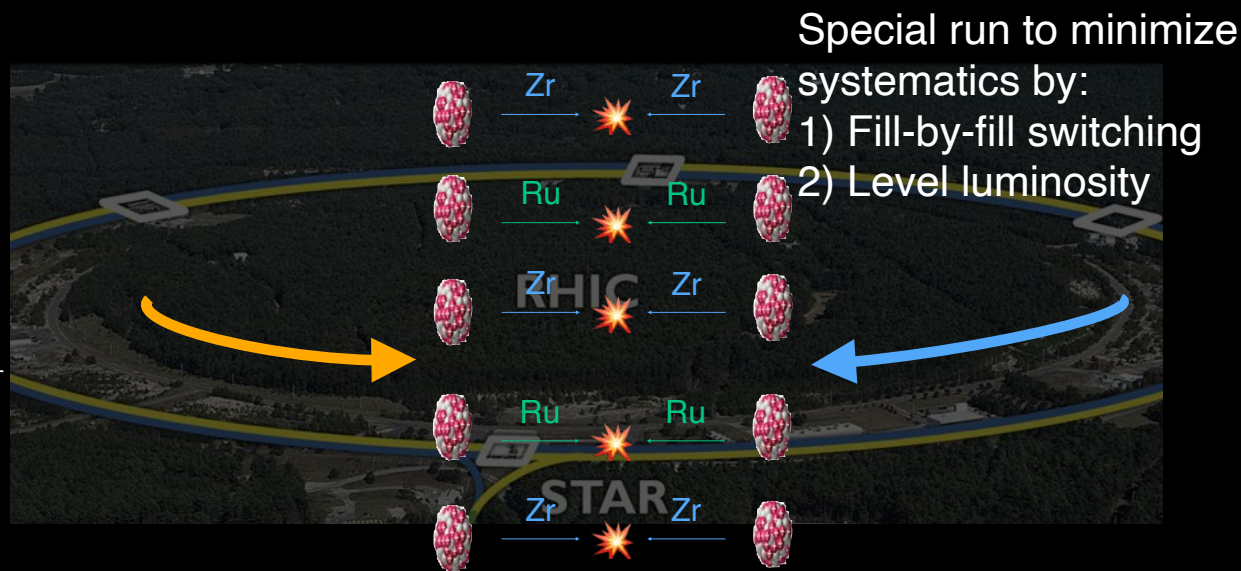 Special run to minimize
systematics by:
1) Fill-by-fill switching
2) Level luminosity
Zr Zr
Ru Ru
RHIC
Zr Zr
Ru Ru
STAR
Zr Zr